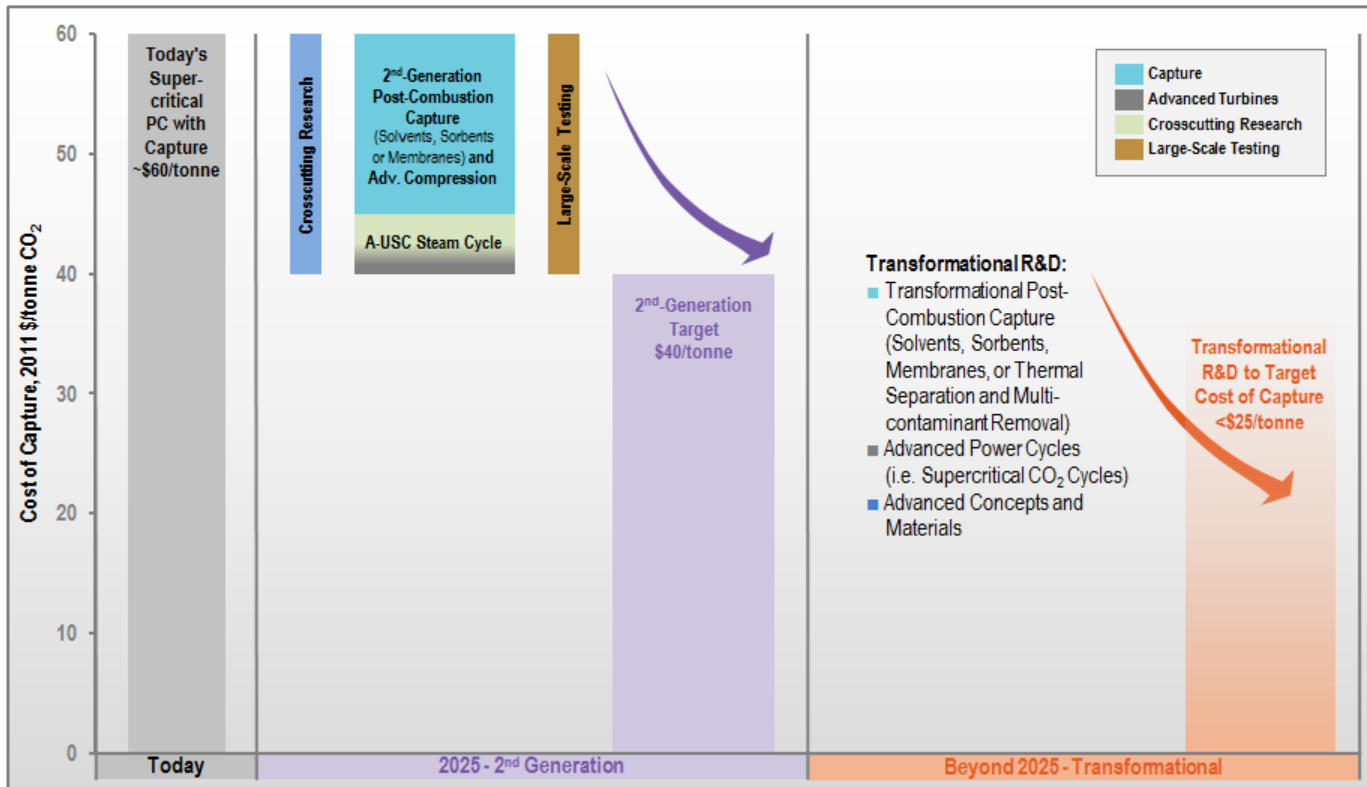 Cost of Capture, 2011 $/tonne CO₂
60
50
40
30
20
10
0
Today's
Super-
critical
PC with
Capture
~$60/tonne
Crosscutting Research
2nd-Generation
Post-Combustion
Capture
(Solvents, Sorbents
or Membranes) and
Adv. Compression
A-USC Steam Cycle
Large-Scale Testing
2nd-Generation
Target
$40/tonne
Capture
Advanced Turbines
Crosscutting Research
Large-Scale Testing
Transformational R&D:
Transformational Post-
Combustion Capture
(Solvents, Sorbents,
Membranes, or Thermal
Separation and Multi-
contaminant Removal)
Advanced Power Cycles
(i.e. Supercritical CO₂ Cycles)
Advanced Concepts and
Materials
Transformational
R&D to Target
Cost of Capture
<$25/tonne
Today
2025 - 2nd Generation
Beyond 2025 - Transformational